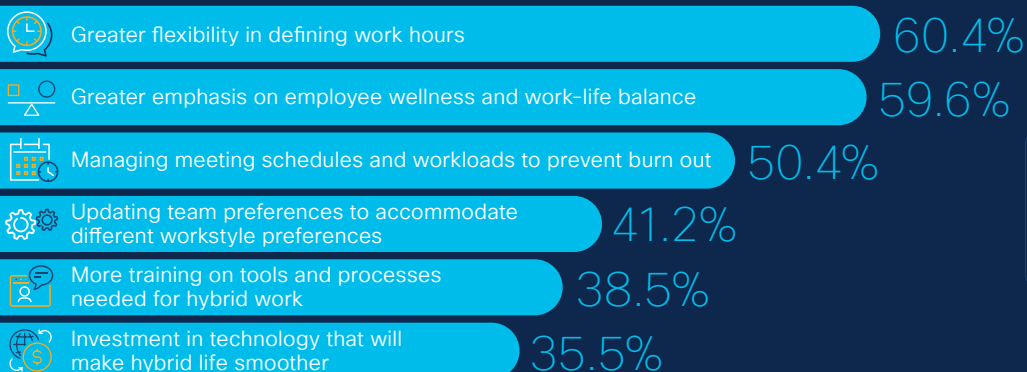 Greater flexibility in defining work hours
60.4%
Greater emphasis on employee wellness and work-life balance
59.6%
Managing meeting schedules and workloads to prevent burn out
50.4%
Updating team preferences to accommodate
different workstyle preferences
41.2%
More training on tools and processes
needed for hybrid work
38.5%
Investment in technology that will
make hybrid life smoother
35.5%